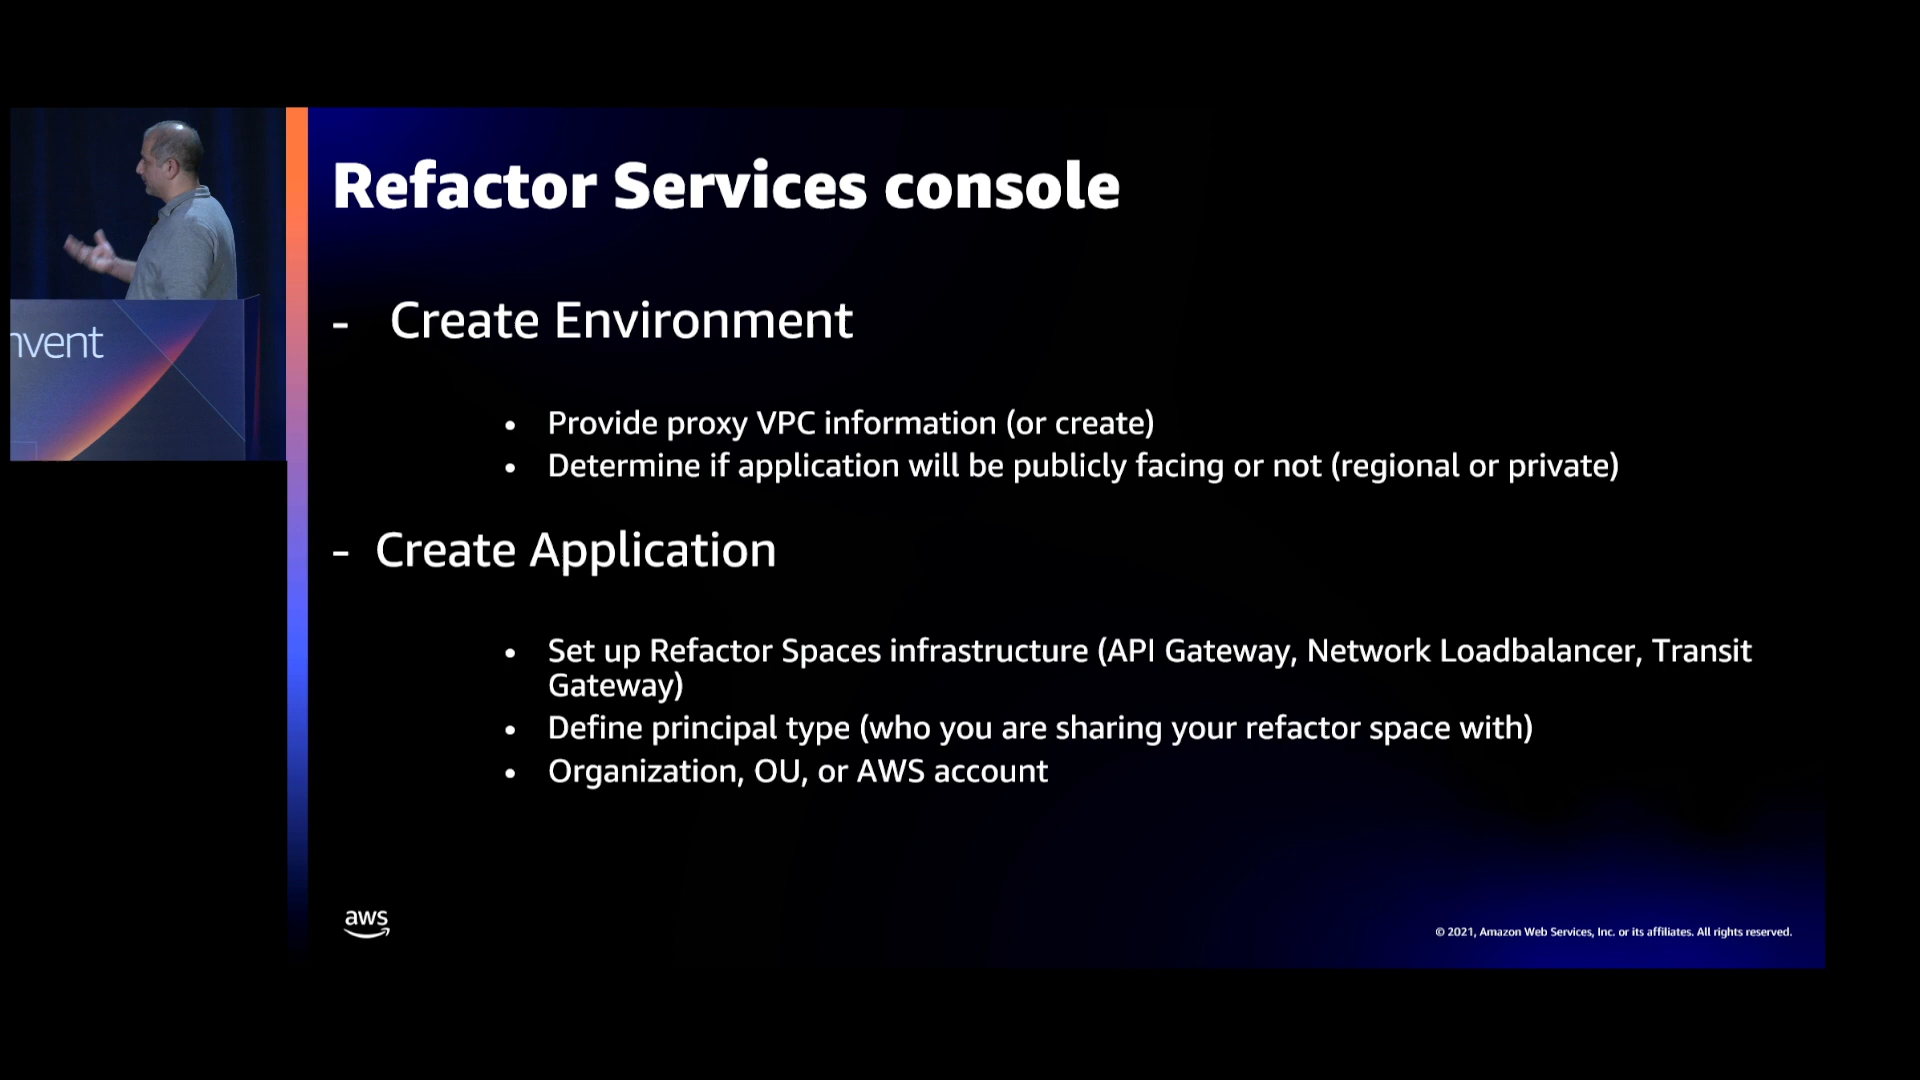 Refactor Services console
- Create Environment
• Provide proxy VPC information (or create)
• Determine if application will be publicly facing or not (regional or private)
- Create Application
• Set up Refactor Spaces infrastructure (API Gateway, Network Loadbalancer, Transit
Gateway)
• Define principal type (who you are sharing your refactor space with)
• Organization, OU, or AWS account
nvent
aws
© 2021, Amazon Web Services, Inc. or its affiliates. All rights reserved.